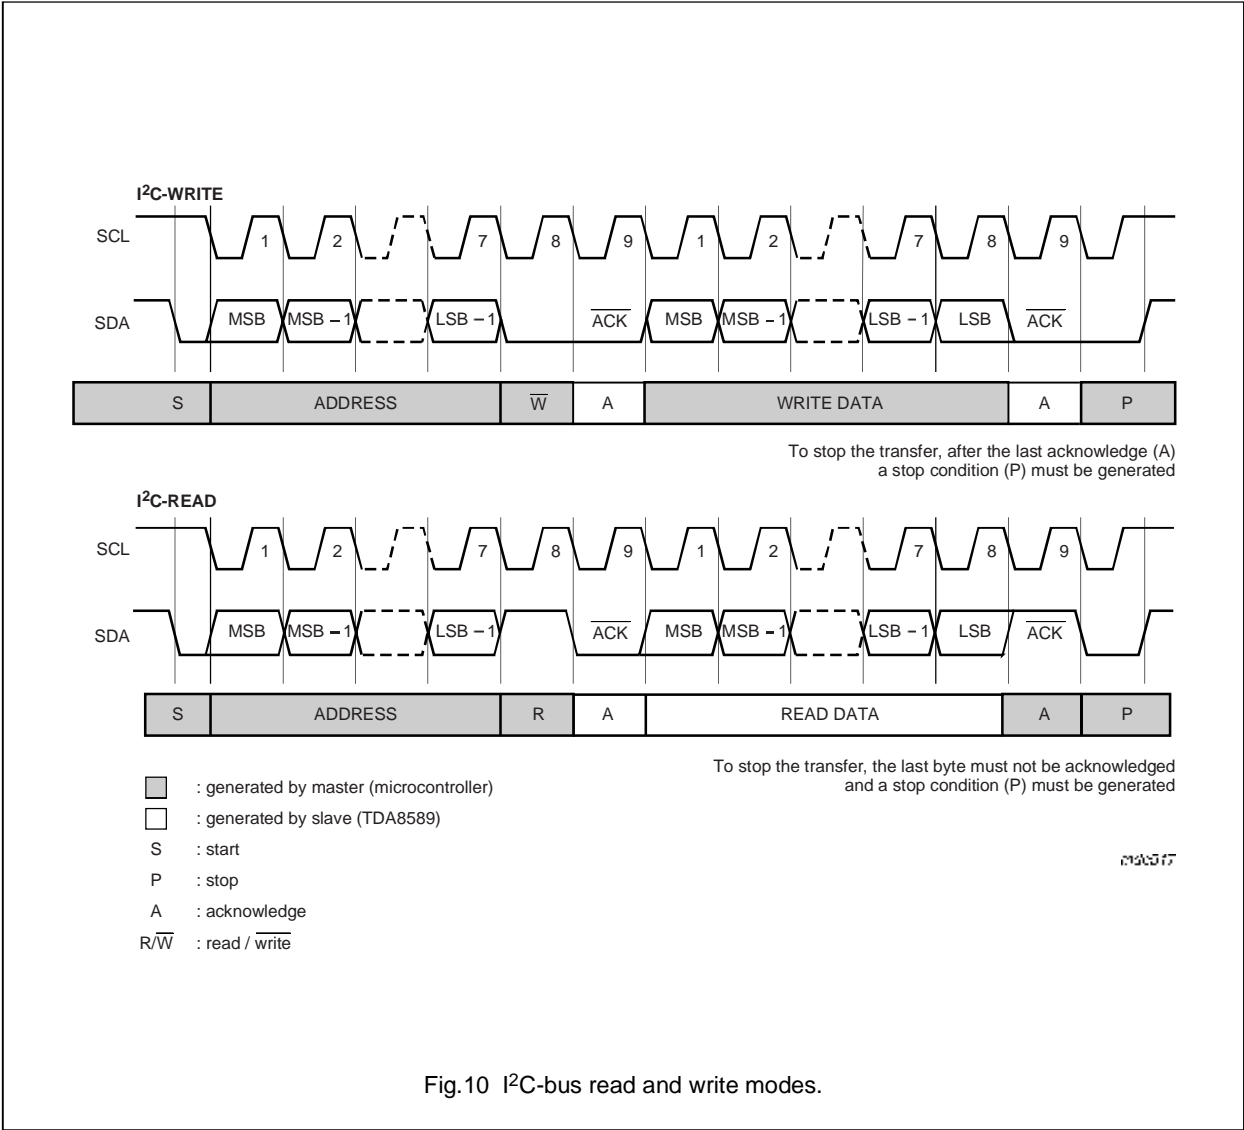 I²C-WRITE
SCL 1 2 7 8 9 1 2 7 8 9
SDA MSB MSB − 1 LSB − 1 A̅C̅K̅ MSB MSB − 1 LSB − 1 LSB A̅C̅K̅
S ADDRESS W̅ A WRITE DATA A P
To stop the transfer, after the last acknowledge (A)
a stop condition (P) must be generated
I²C-READ
SCL 1 2 7 8 9 1 2 7 8 9
SDA MSB MSB − 1 LSB − 1 A̅C̅K̅ MSB MSB − 1 LSB − 1 LSB A̅C̅K̅
S ADDRESS R A READ DATA A P
To stop the transfer, the last byte must not be acknowledged
and a stop condition (P) must be generated
: generated by master (microcontroller)
: generated by slave (TDA8589)
S : start
P : stop
A : acknowledge
R/W̅ : read / w̅r̅i̅t̅e̅
Fig.10 I²C-bus read and write modes.